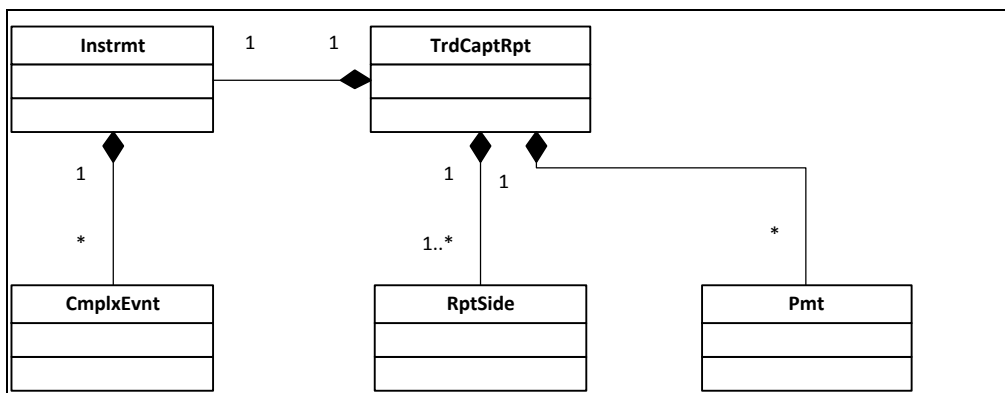 Instrmt
1
1
TrdCaptRpt
1
*
1
1
1..*
*
CmplxEvnt
RptSide
Pmt